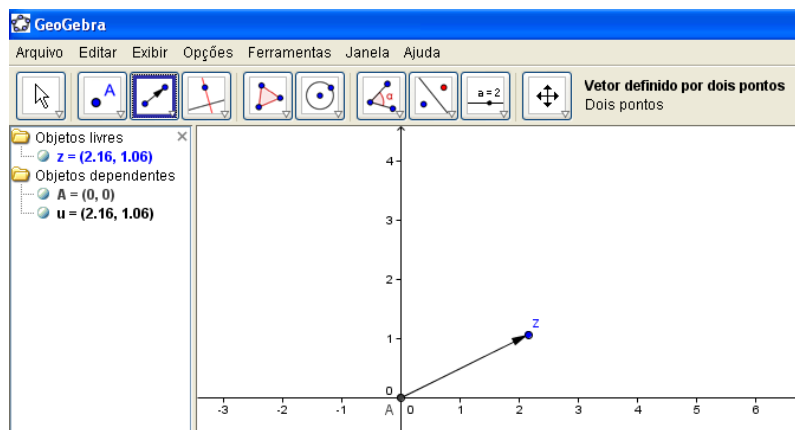 GeoGebra
Arquivo Editar Exibir Opções Ferramentas Janela Ajuda
A
α
a = 2
Vetor definido por dois pontos
Dois pontos
Objetos livres
z = (2.16, 1.06)
Objetos dependentes
A = (0, 0)
u = (2.16, 1.06)
4
3
2
1
0
z
A
-3 -2 -1 0 1 2 3 4 5 6